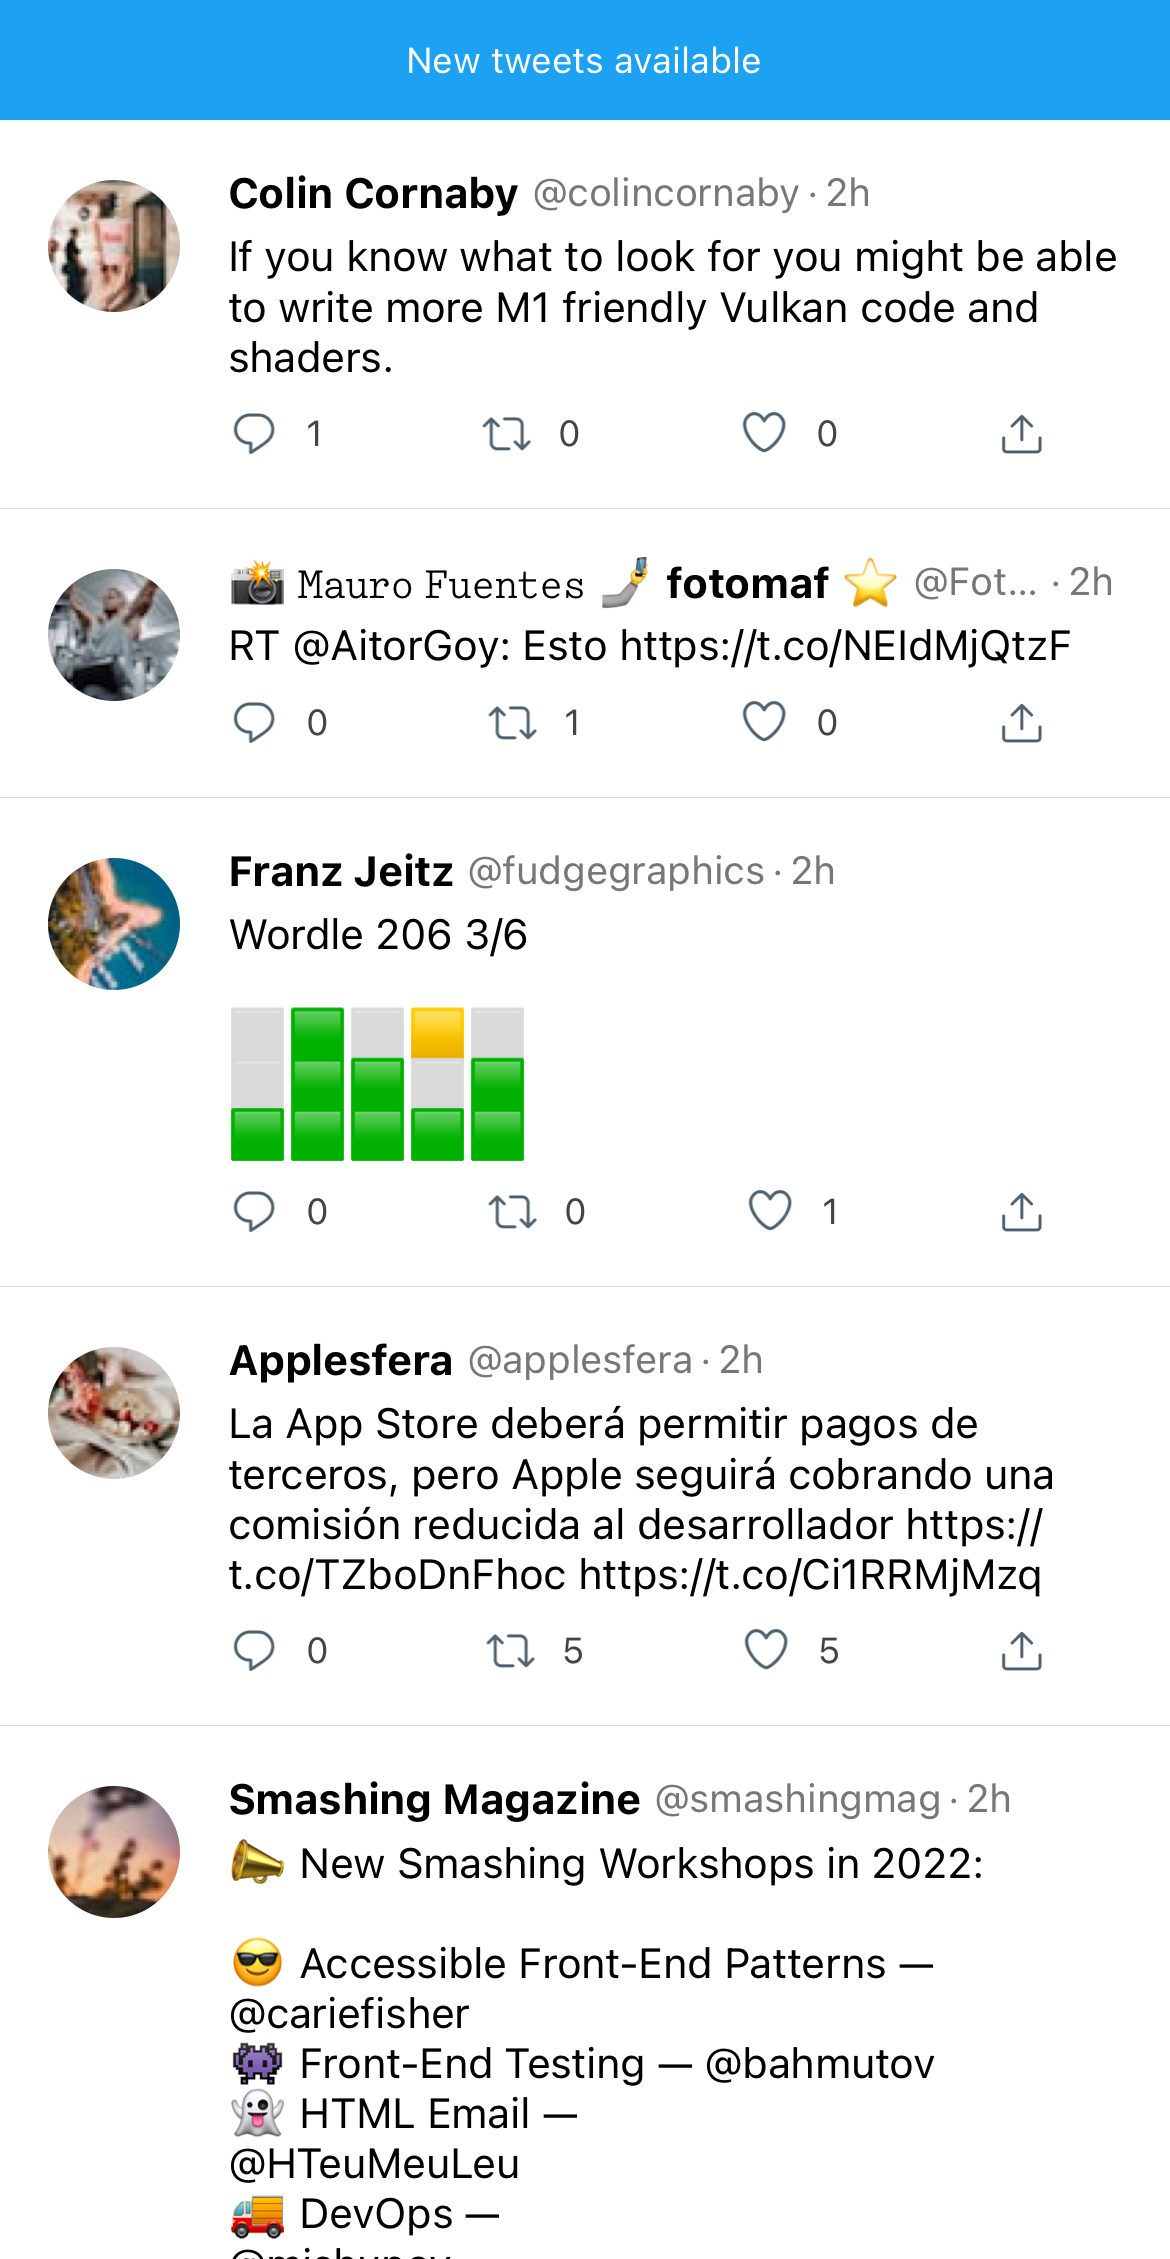 New tweets available
Colin Cornaby @colincornaby · 2h
If you know what to look for you might be able
to write more M1 friendly Vulkan code and
shaders.
1 0 0
📸 𝙼𝚊𝚞𝚛𝚘 𝙵𝚞𝚎𝚗𝚝𝚎𝚜 🤳 fotomaf ⭐ @Fot... · 2h
RT @AitorGoy: Esto https://t.co/NEIdMjQtzF
0 1 0
Franz Jeitz @fudgegraphics · 2h
Wordle 206 3/6
0 0 1
Applesfera @applesfera · 2h
La App Store deberá permitir pagos de
terceros, pero Apple seguirá cobrando una
comisión reducida al desarrollador https://
t.co/TZboDnFhoc https://t.co/Ci1RRMjMzq
0 5 5
Smashing Magazine @smashingmag · 2h
📣 New Smashing Workshops in 2022:
😎 Accessible Front-End Patterns —
@cariefisher
👾 Front-End Testing — @bahmutov
👻 HTML Email —
@HTeuMeuLeu
🚚 DevOps —